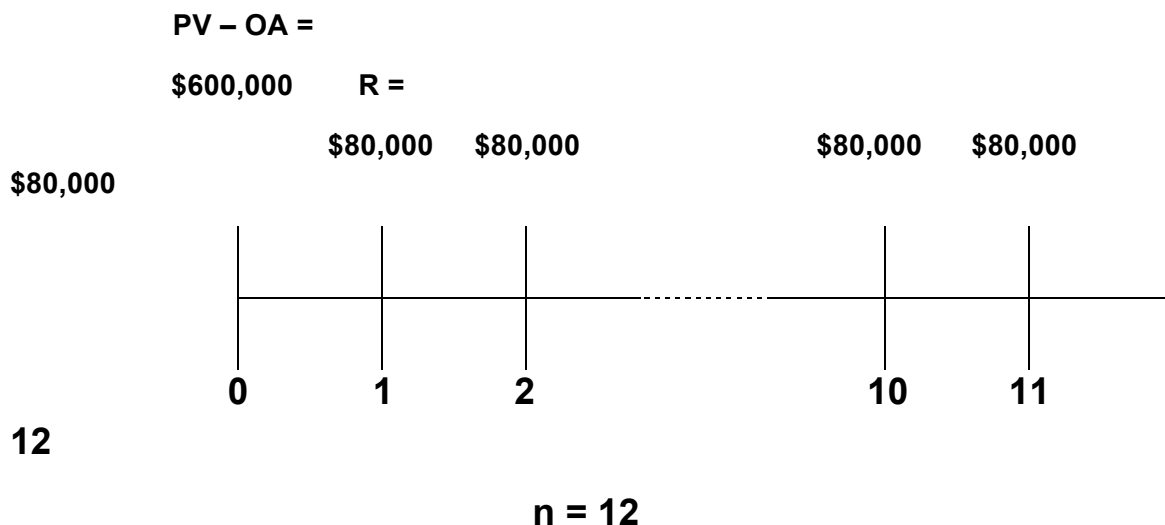 PV – OA =
$600,000 R =
$80,000 $80,000 $80,000 $80,000
$80,000
0 1 2 10 11
12
n = 12